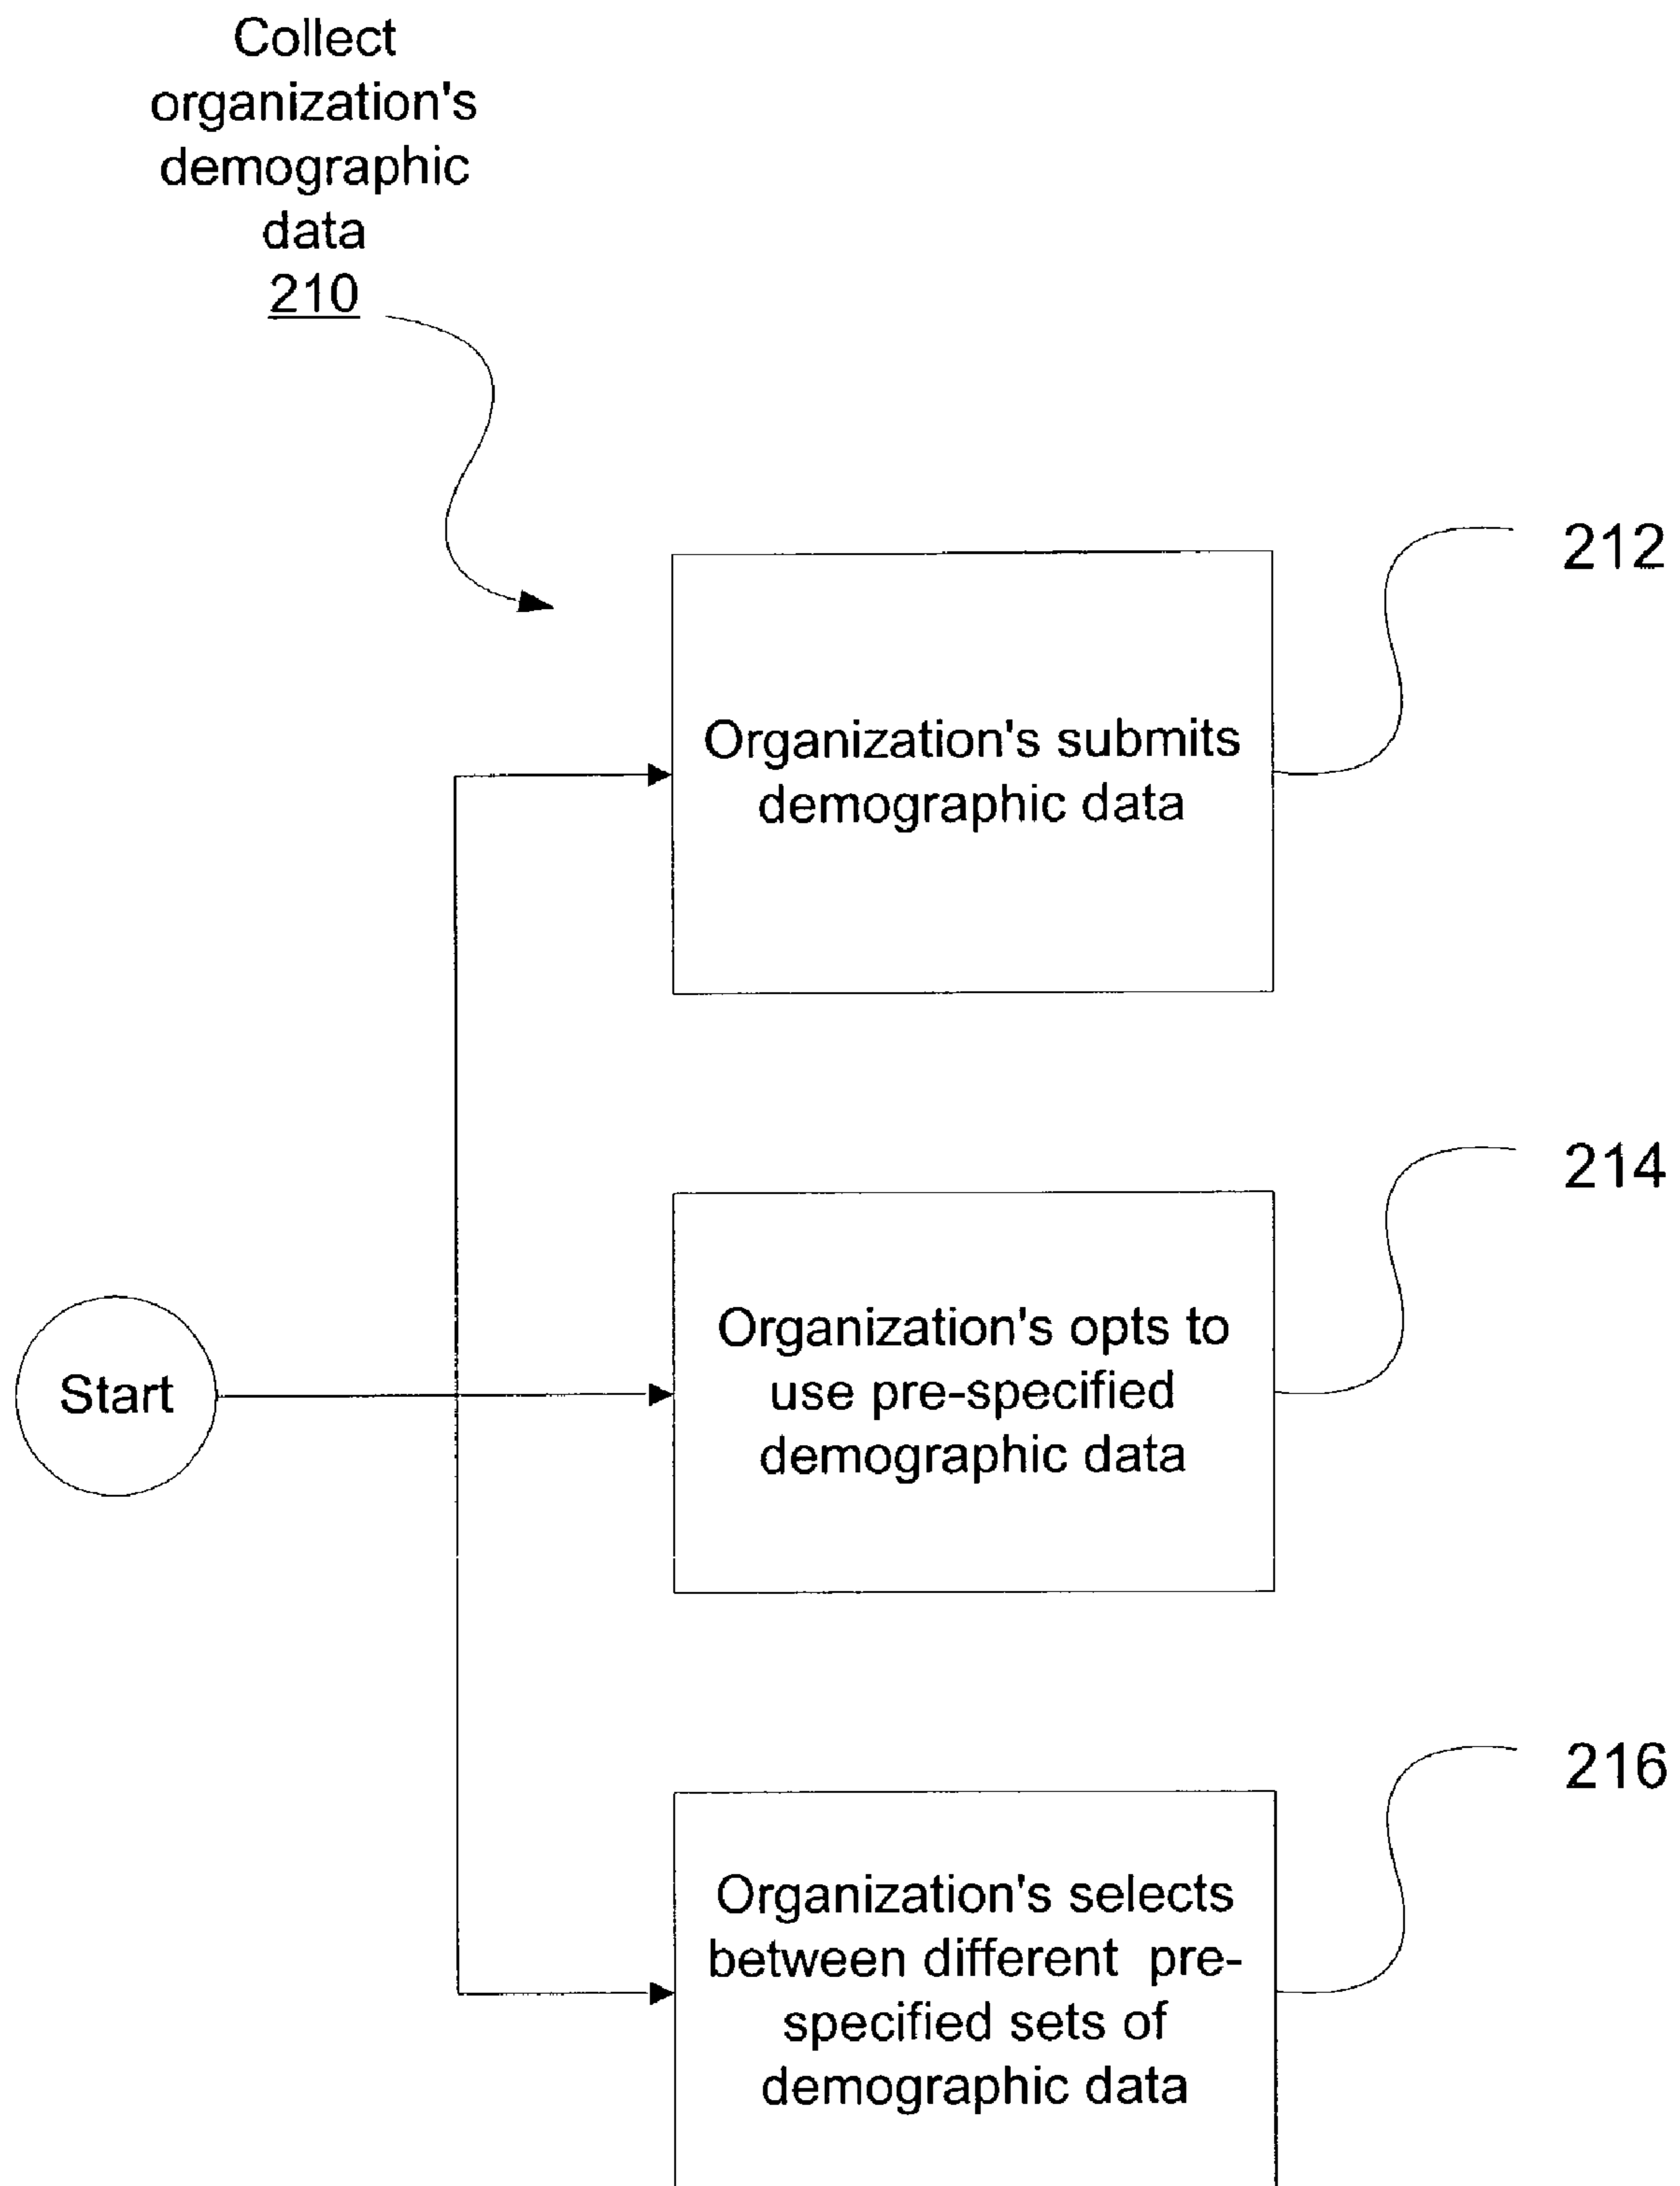 Collect
organization's
demographic
data
210
212
Organization's submits
demographic data
214
Organization's opts to
use pre-specified
demographic data
Start
216
Organization's selects
between different pre-
specified sets of
demographic data